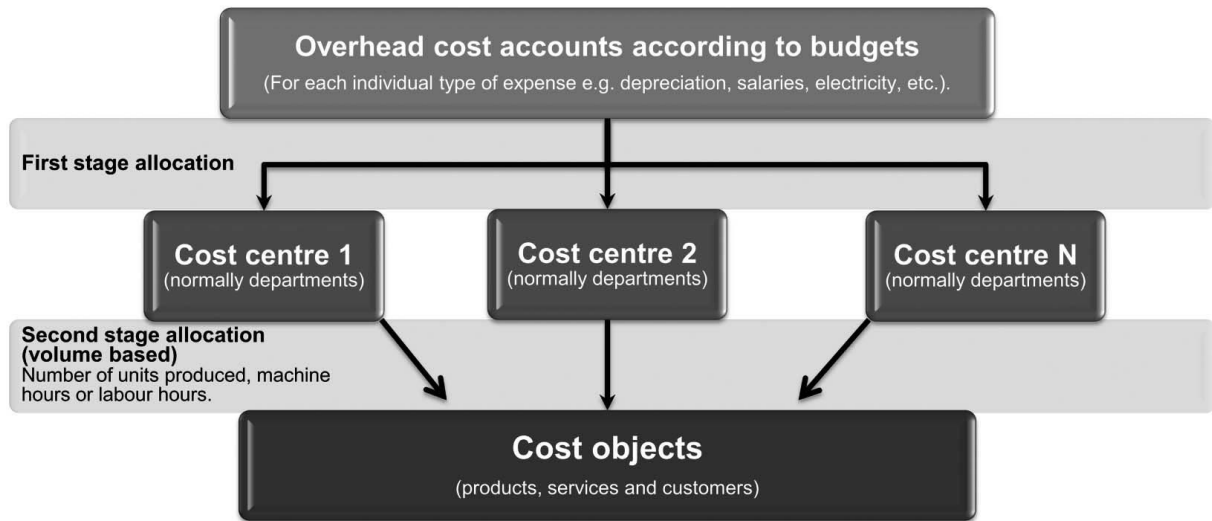 Overhead cost accounts according to budgets
(For each individual type of expense e.g. depreciation, salaries, electricity, etc.).
First stage allocation
Cost centre 1
(normally departments)
Cost centre 2
(normally departments)
Cost centre N
(normally departments)
Second stage allocation
(volume based)
Number of units produced, machine
hours or labour hours.
Cost objects
(products, services and customers)